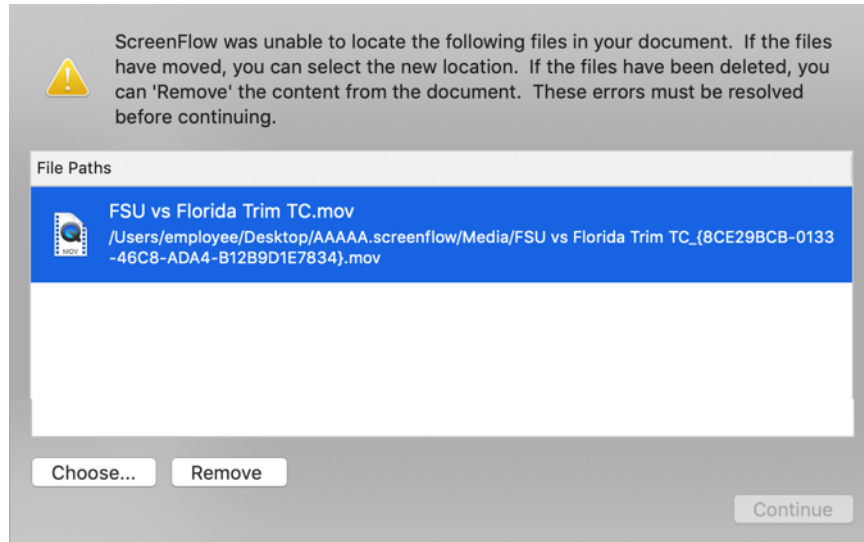 ScreenFlow was unable to locate the following files in your document.  If the files
have moved, you can select the new location.  If the files have been deleted, you
can 'Remove' the content from the document.  These errors must be resolved
before continuing.
File Paths
FSU vs Florida Trim TC.mov
/Users/employee/Desktop/AAAAA.screenflow/Media/FSU vs Florida Trim TC_{8CE29BCB-0133
-46C8-ADA4-B12B9D1E7834}.mov
MOV
Choose... Remove
Continue